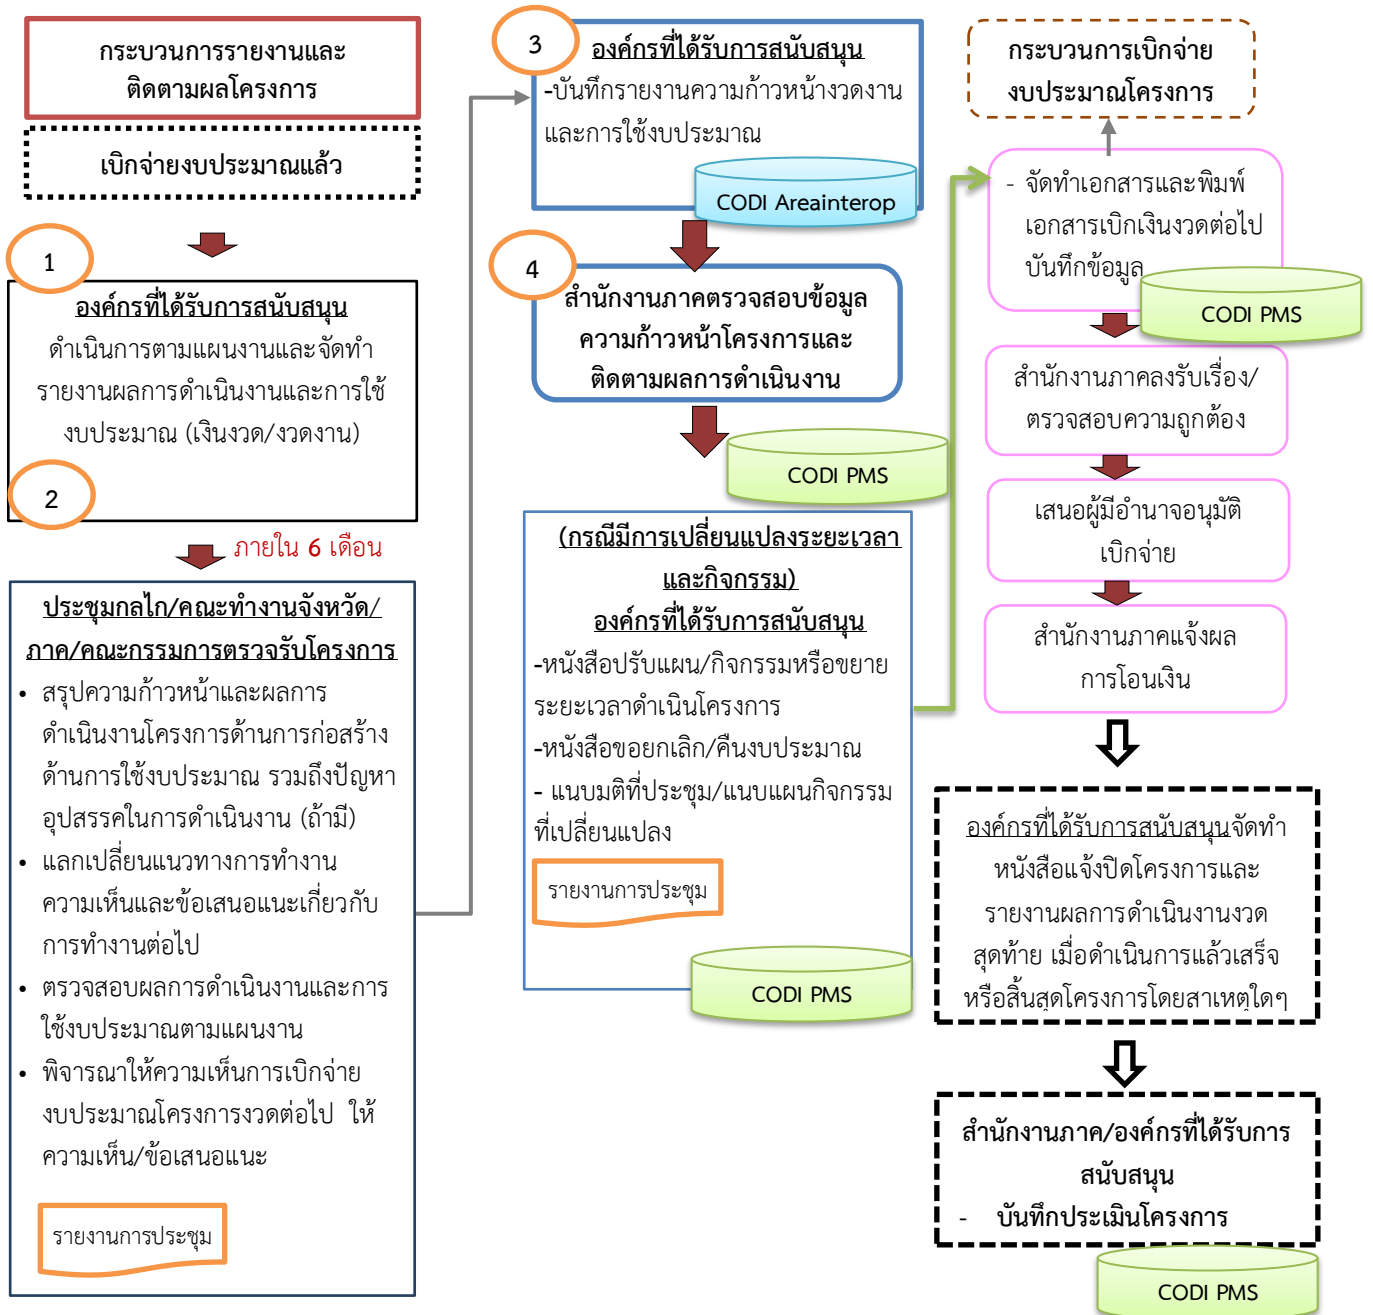 กระบวนการรายงานและ
ติดตามผลโครงการ
เบิกจ่ายงบประมาณแล้ว
1
องค์กรที่ได้รับการสนับสนุน
ดำเนินการตามแผนงานและจัดทำ
รายงานผลการดำเนินงานและการใช้
งบประมาณ (เงินงวด/งวดงาน)
2
ภายใน 6 เดือน
ประชุมกลไก/คณะทำงานจังหวัด/
ภาค/คณะกรรมการตรวจรับโครงการ
• สรุปความก้าวหน้าและผลการ
ดำเนินงานโครงการด้านการก่อสร้าง
ด้านการใช้งบประมาณ รวมถึงปัญหา
อุปสรรคในการดำเนินงาน (ถ้ามี)
• แลกเปลี่ยนแนวทางการทำงาน
ความเห็นและข้อเสนอแนะเกี่ยวกับ
การทำงานต่อไป
• ตรวจสอบผลการดำเนินงานและการ
ใช้งบประมาณตามแผนงาน
• พิจารณาให้ความเห็นการเบิกจ่าย
งบประมาณโครงการงวดต่อไป ให้
ความเห็น/ข้อเสนอแนะ
รายงานการประชุม
3
องค์กรที่ได้รับการสนับสนุน
-บันทึกรายงานความก้าวหน้างวดงาน
และการใช้งบประมาณ
CODI Areainterop
4
สำนักงานภาคตรวจสอบข้อมูล
ความก้าวหน้าโครงการและ
ติดตามผลการดำเนินงาน
CODI PMS
(กรณีมีการเปลี่ยนแปลงระยะเวลา
และกิจกรรม)
องค์กรที่ได้รับการสนับสนุน
-หนังสือปรับแผน/กิจกรรมหรือขยาย
ระยะเวลาดำเนินโครงการ
-หนังสือขอยกเลิก/คืนงบประมาณ
- แนบมติที่ประชุม/แนบแผนกิจกรรม
ที่เปลี่ยนแปลง
รายงานการประชุม
CODI PMS
กระบวนการเบิกจ่าย
งบประมาณโครงการ
- จัดทำเอกสารและพิมพ์
เอกสารเบิกเงินงวดต่อไป
บันทึกข้อมูล
CODI PMS
สำนักงานภาคลงรับเรื่อง/
ตรวจสอบความถูกต้อง
เสนอผู้มีอำนาจอนุมัติ
เบิกจ่าย
สำนักงานภาคแจ้งผล
การโอนเงิน
องค์กรที่ได้รับการสนับสนุนจัดทำ
หนังสือแจ้งปิดโครงการและ
รายงานผลการดำเนินงานงวด
สุดท้าย เมื่อดำเนินการแล้วเสร็จ
หรือสิ้นสุดโครงการโดยสาเหตุใดๆ
สำนักงานภาค/องค์กรที่ได้รับการ
สนับสนุน
- บันทึกประเมินโครงการ
CODI PMS